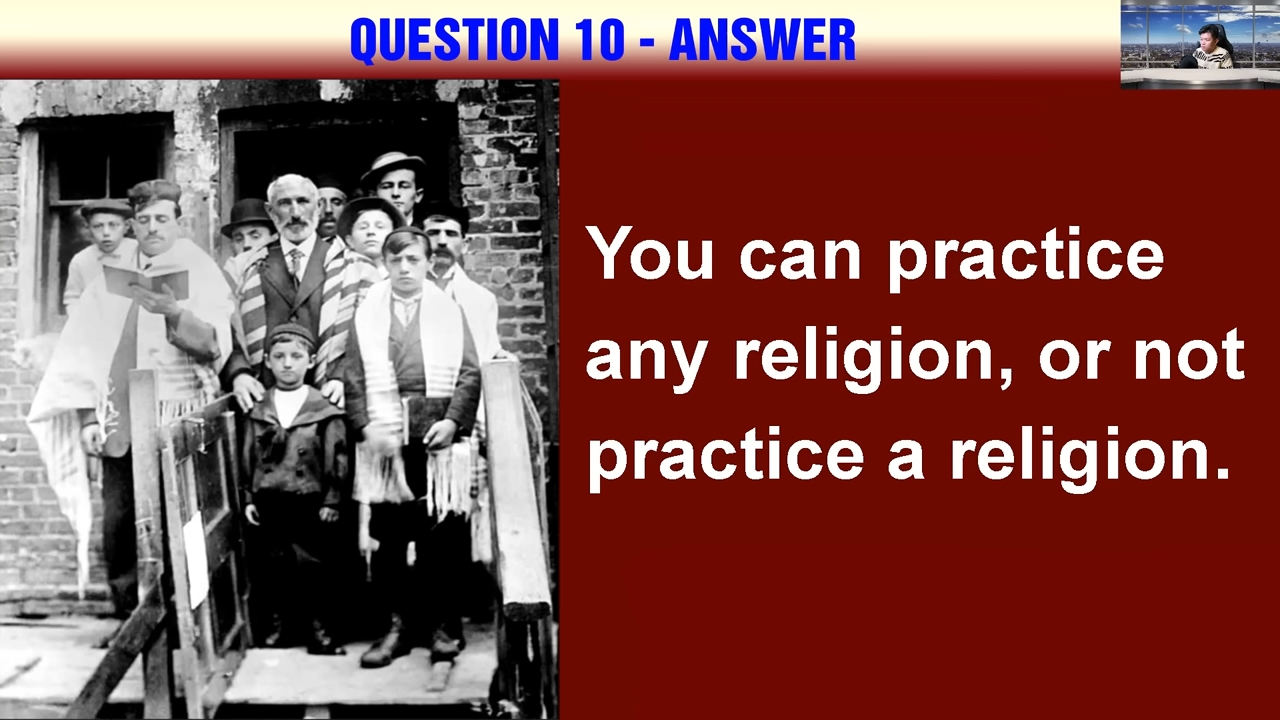 QUESTION 10 - ANSWER
You can practice
any religion, or not
practice a religion.